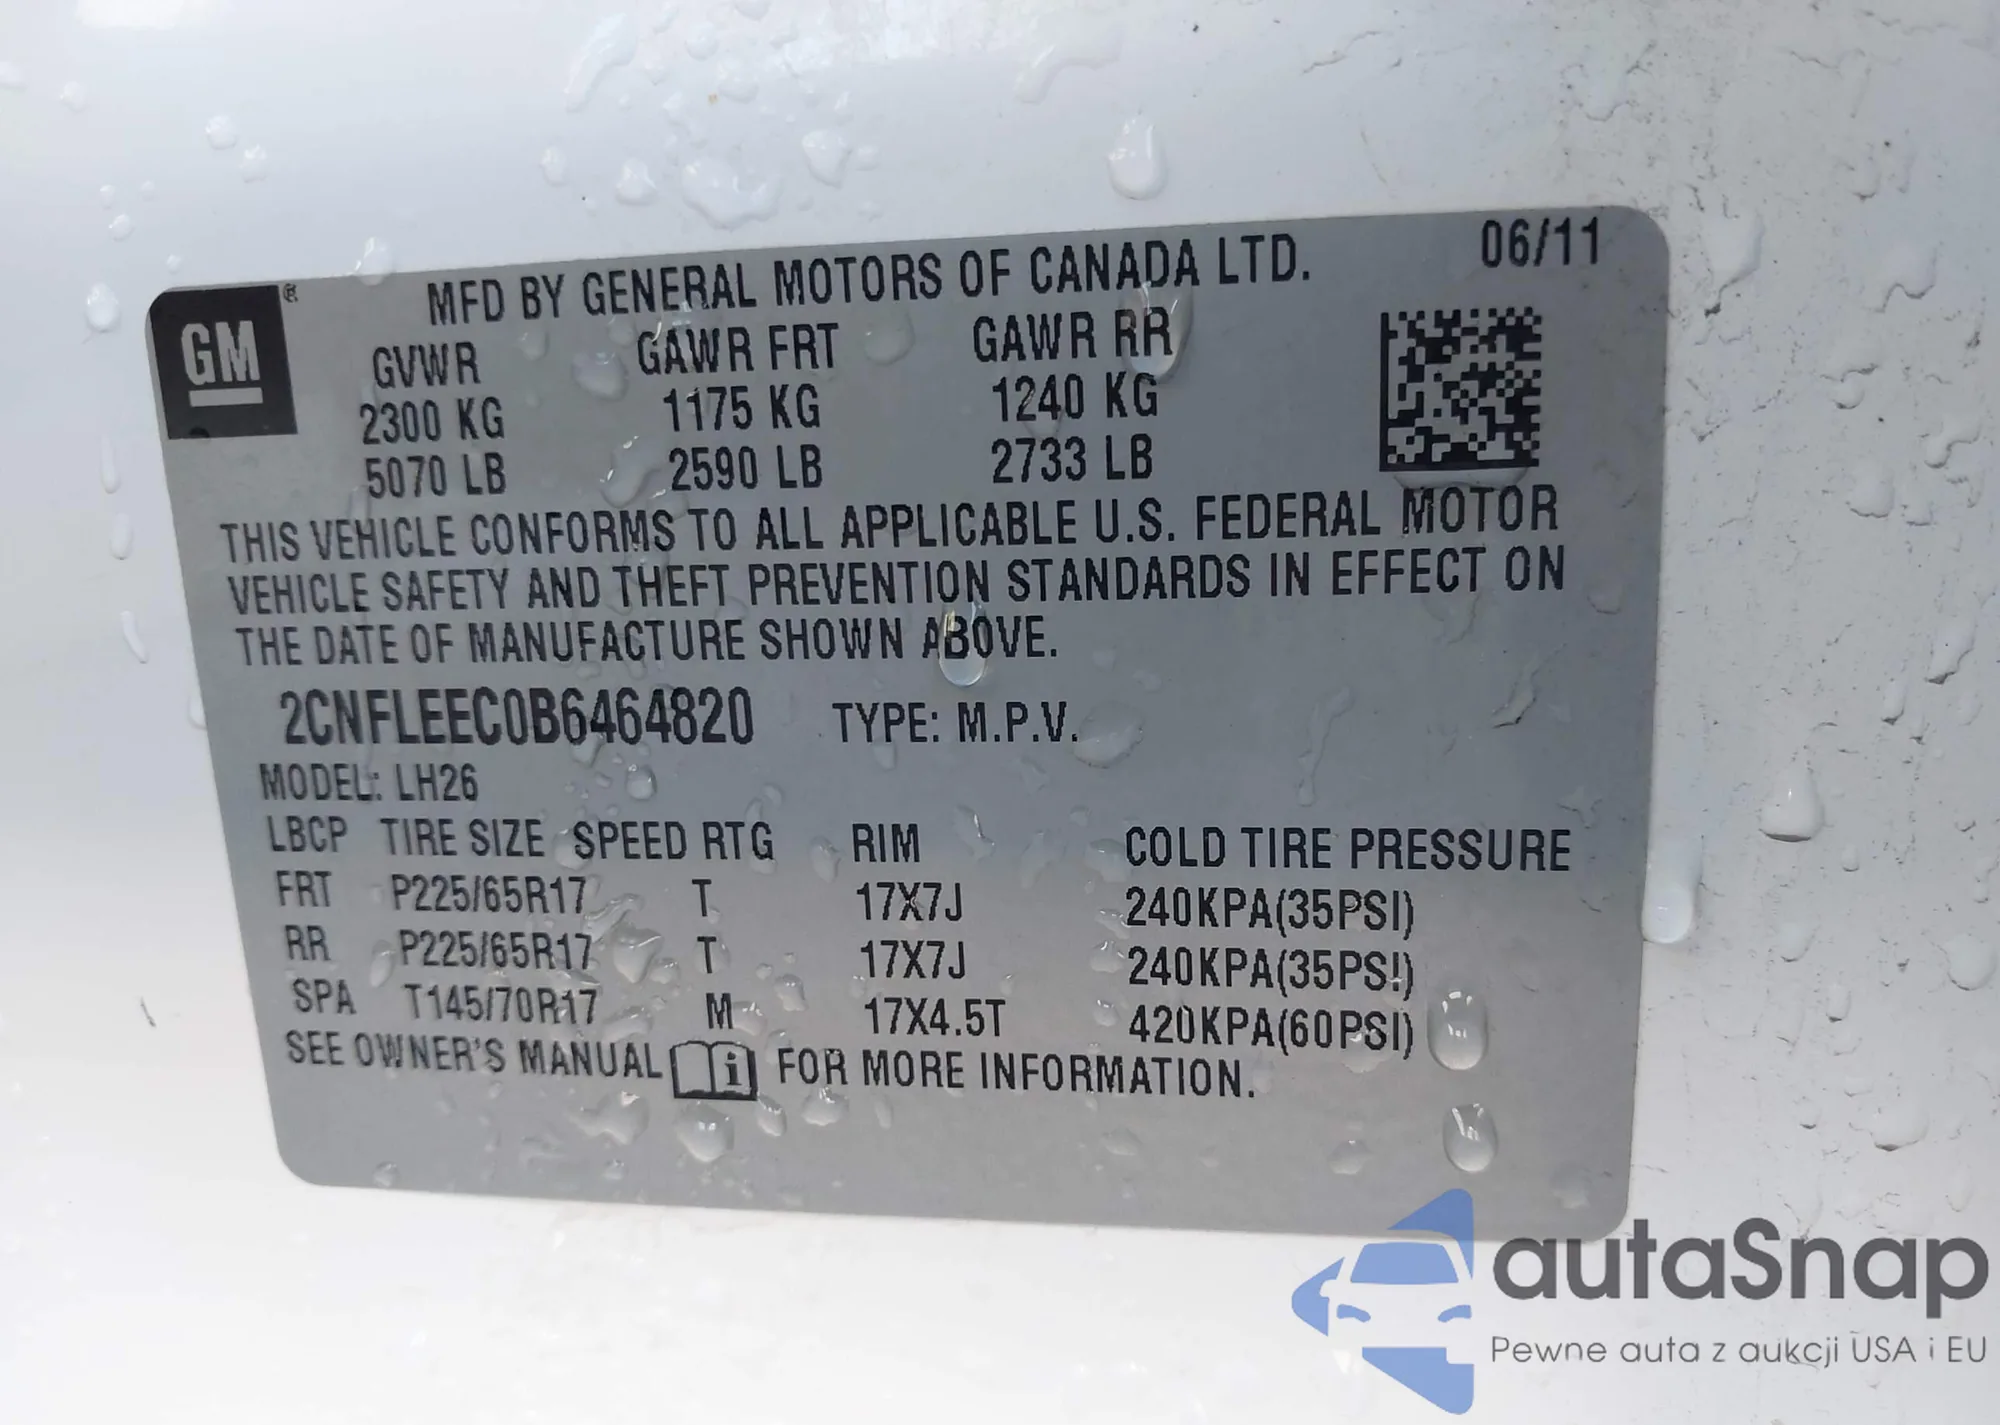 MFD BY GENERAL MOTORS OF CANADA LTD. 06/11
GM ®
GVWR GAWR FRT GAWR RR
2300 KG 1175 KG 1240 KG
5070 LB 2590 LB 2733 LB
THIS VEHICLE CONFORMS TO ALL APPLICABLE U.S. FEDERAL MOTOR
VEHICLE SAFETY AND THEFT PREVENTION STANDARDS IN EFFECT ON
THE DATE OF MANUFACTURE SHOWN ABOVE.
2CNFLEEC0B6464820 TYPE: M.P.V.
MODEL: LH26
LBCP TIRE SIZE SPEED RTG RIM COLD TIRE PRESSURE
FRT P225/65R17 T 17X7J 240KPA(35PSI)
RR P225/65R17 T 17X7J 240KPA(35PSI)
SPA T145/70R17 M 17X4.5T 420KPA(60PSI)
SEE OWNER'S MANUAL i FOR MORE INFORMATION.
autaSnap
Pewne auta z aukcji USA i EU